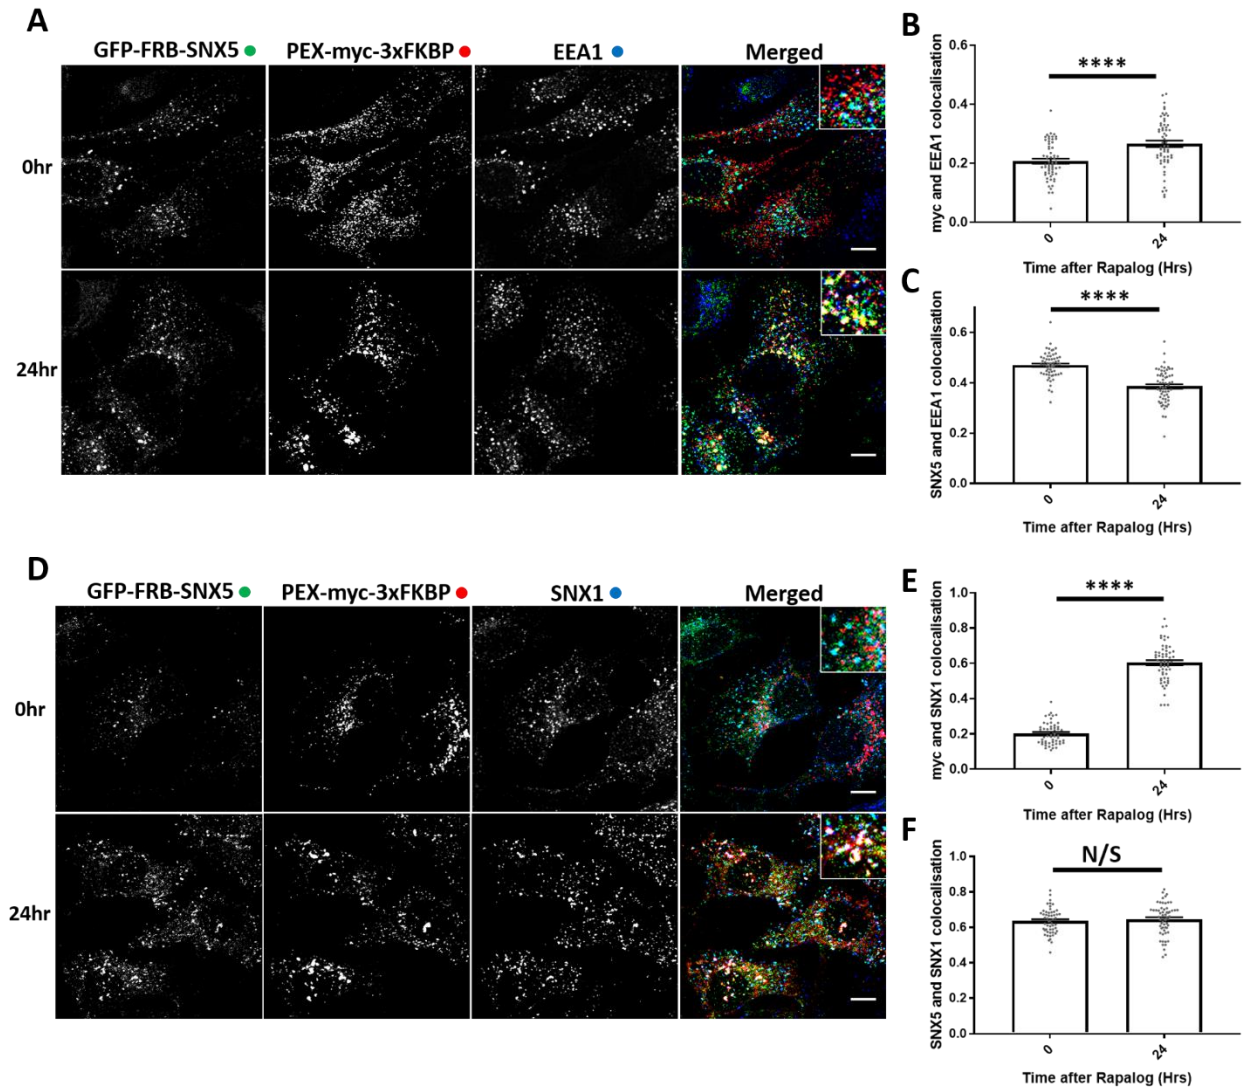 A
GFP-FRB-SNX5
PEX-myc-3xFKBP
EEA1
Merged
0hr
24hr
B
myc and EEA1 colocalisation
0.6
0.4
0.2
0.0
****
0
24
Time after Rapalog (Hrs)
C
SNX5 and EEA1 colocalisation
0.6
0.4
0.2
0.0
****
0
24
Time after Rapalog (Hrs)
D
GFP-FRB-SNX5
PEX-myc-3xFKBP
SNX1
Merged
0hr
24hr
E
myc and SNX1 colocalisation
1.0
0.8
0.6
0.4
0.2
0.0
****
0
24
Time after Rapalog (Hrs)
F
SNX5 and SNX1 colocalisation
1.0
0.8
0.6
0.4
0.2
0.0
N/S
0
24
Time after Rapalog (Hrs)